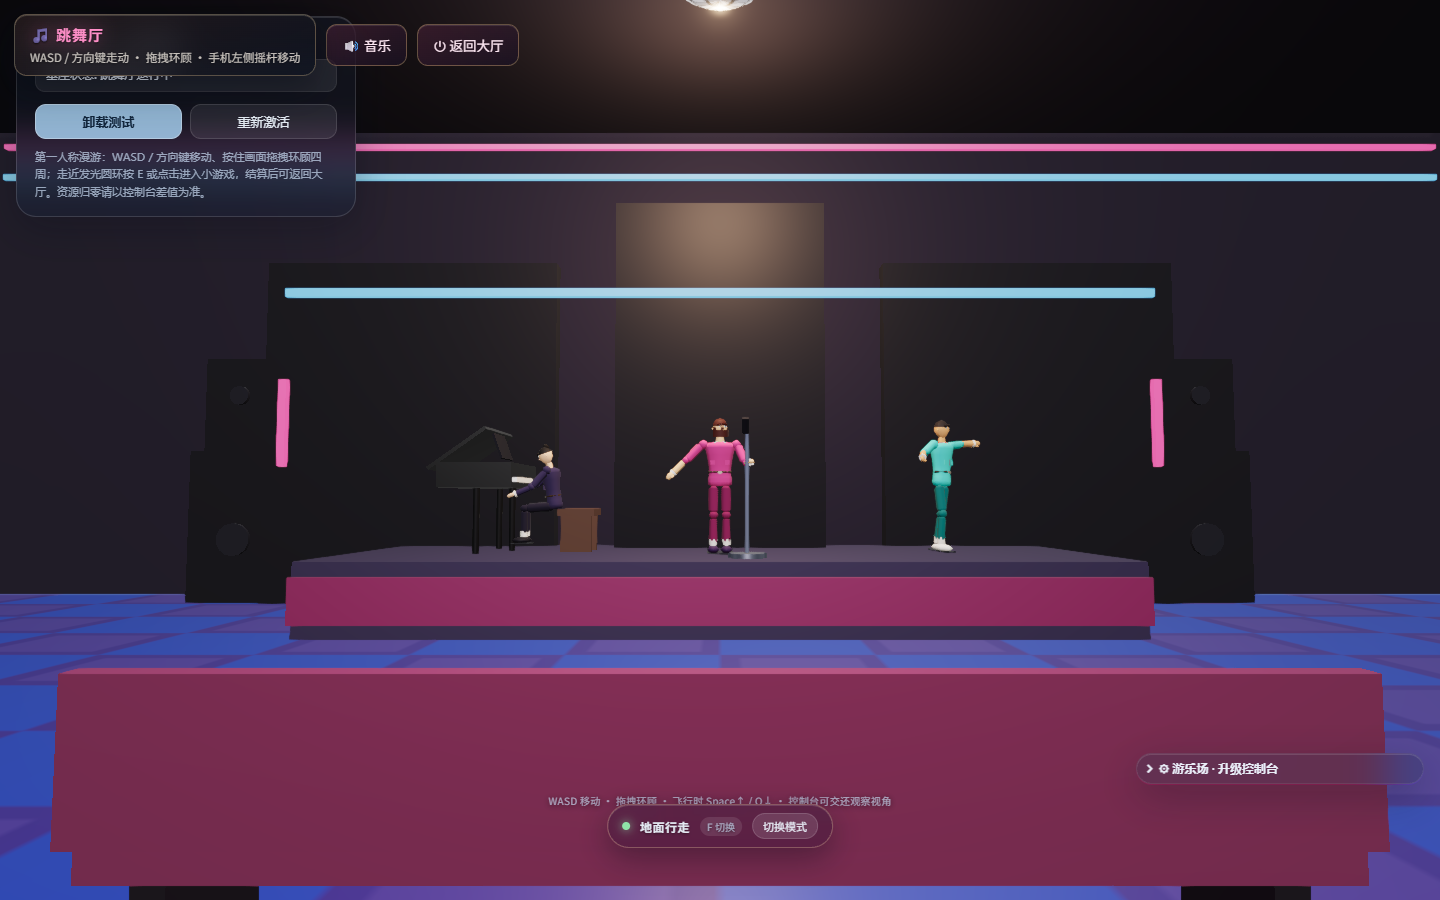 跳舞厅
WASD / 方向键走动 • 拖拽环顾 • 手机左侧摇杆移动
音乐
返回大厅
卸载测试
重新激活
第一人称漫游：WASD / 方向键移动、按住画面拖拽环顾四
周；走近发光圆环按 E 或点击进入小游戏，结算后可返回大
厅。资源归零请以控制台差值为准。
游乐场 · 升级控制台
WASD 移动 • 拖拽环顾 • 飞行时 Space↑ / Q↓ • 控制台可交还观察视角
地面行走
F 切换
切换模式